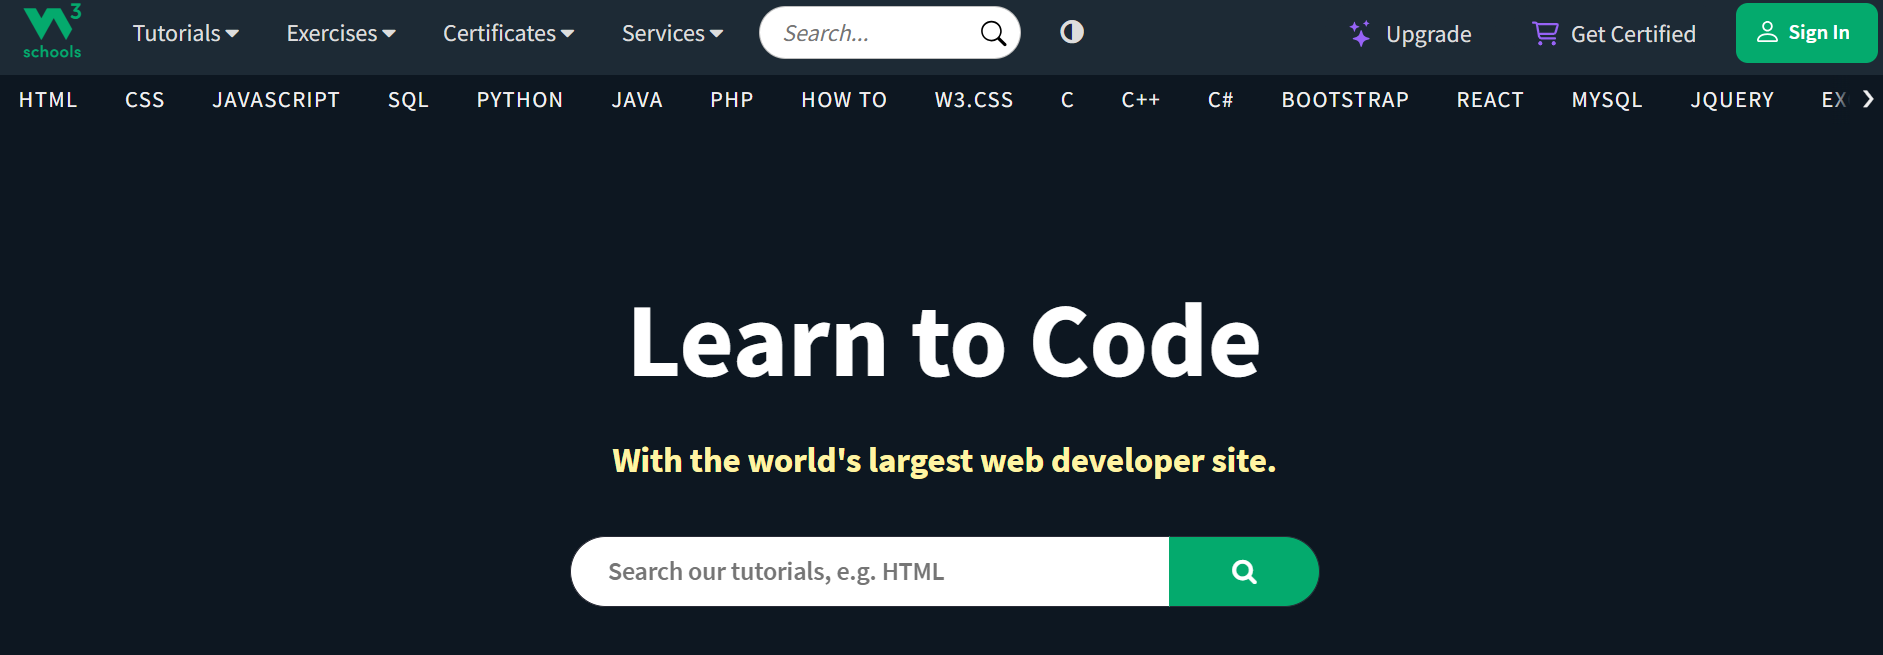 W3 schools
Tutorials Exercises Certificates Services Search... Upgrade Get Certified Sign In
HTML CSS JAVASCRIPT SQL PYTHON JAVA PHP HOW TO W3.CSS C C++ C# BOOTSTRAP REACT MYSQL JQUERY
Learn to Code
With the world's largest web developer site.
Search our tutorials, e.g. HTML